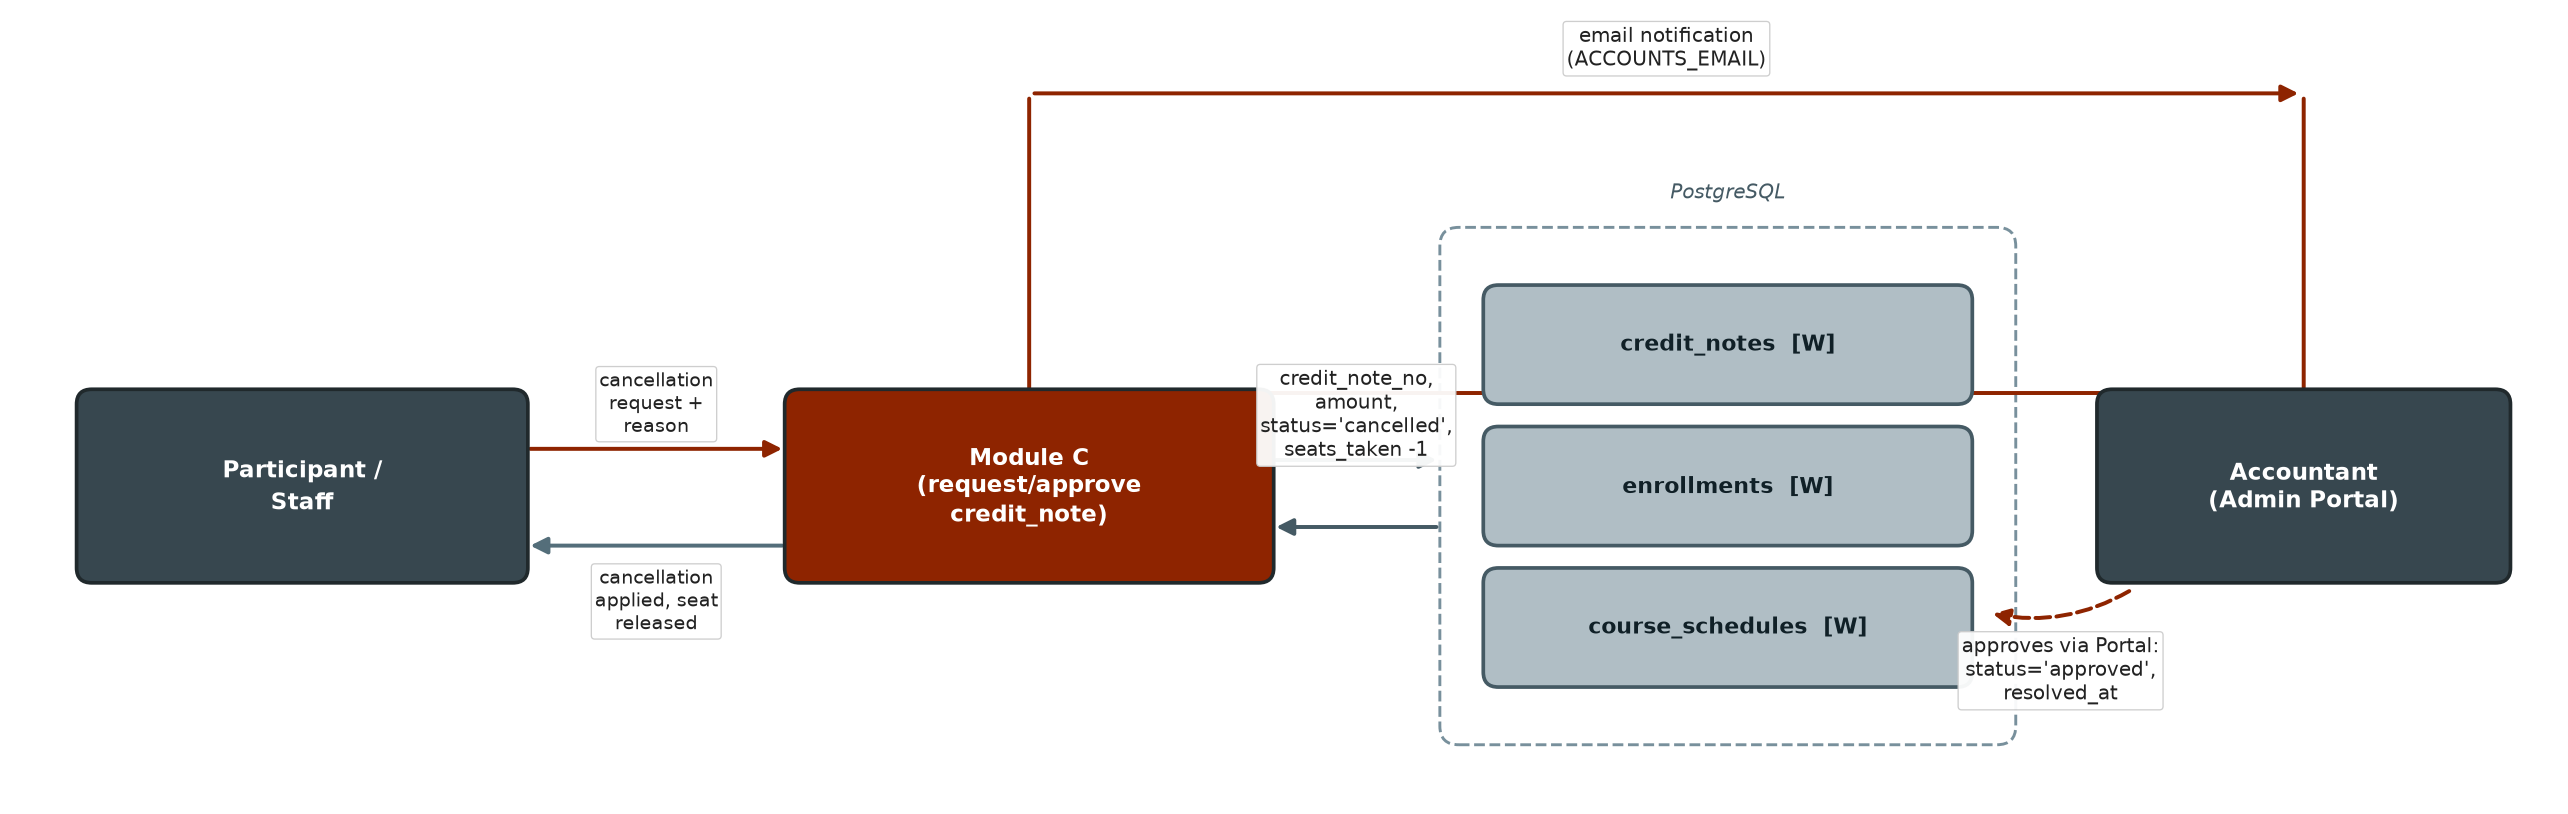 email notification
(ACCOUNTS_EMAIL)
PostgreSQL
cancellation
request +
reason
Participant /
Staff
cancellation
applied, seat
released
Module C
(request/approve
credit_note)
credit_note_no,
amount,
status='cancelled',
seats_taken -1
credit_notes [W]
enrollments [W]
course_schedules [W]
Accountant
(Admin Portal)
approves via Portal:
status='approved',
resolved_at